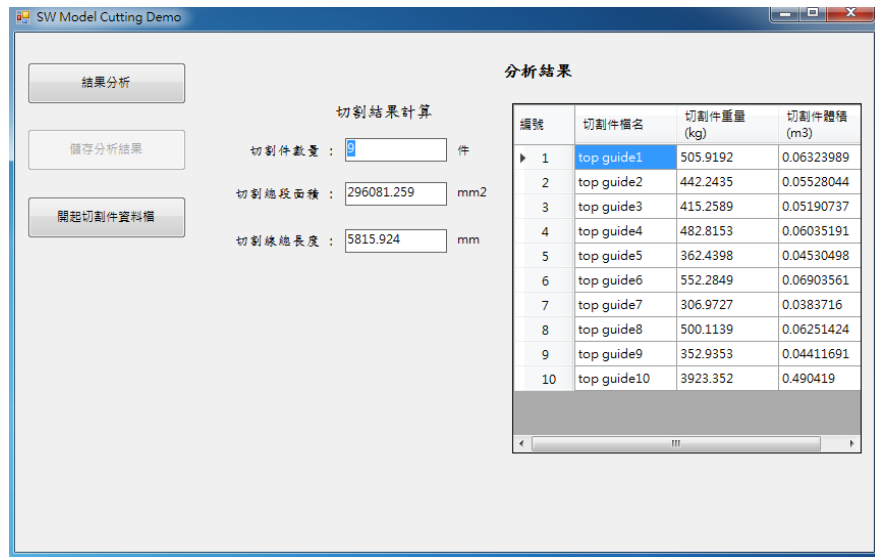 SW Model Cutting Demo
結果分析
儲存分析結果
開起切割件資料檔
切割結果計算
切割件數量 : 9 件
切割總段面積 : 296081.259 mm2
切割線總長度 : 5815.924 mm
分析結果
編號 切割件檔名 切割件重量 (kg) 切割件體積 (m3)
1 top guide1 505.9192 0.06323989
2 top guide2 442.2435 0.05528044
3 top guide3 415.2589 0.05190737
4 top guide4 482.8153 0.06035191
5 top guide5 362.4398 0.04530498
6 top guide6 552.2849 0.06903561
7 top guide7 306.9727 0.0383716
8 top guide8 500.1139 0.06251424
9 top guide9 352.9353 0.04411691
10 top guide10 3923.352 0.490419